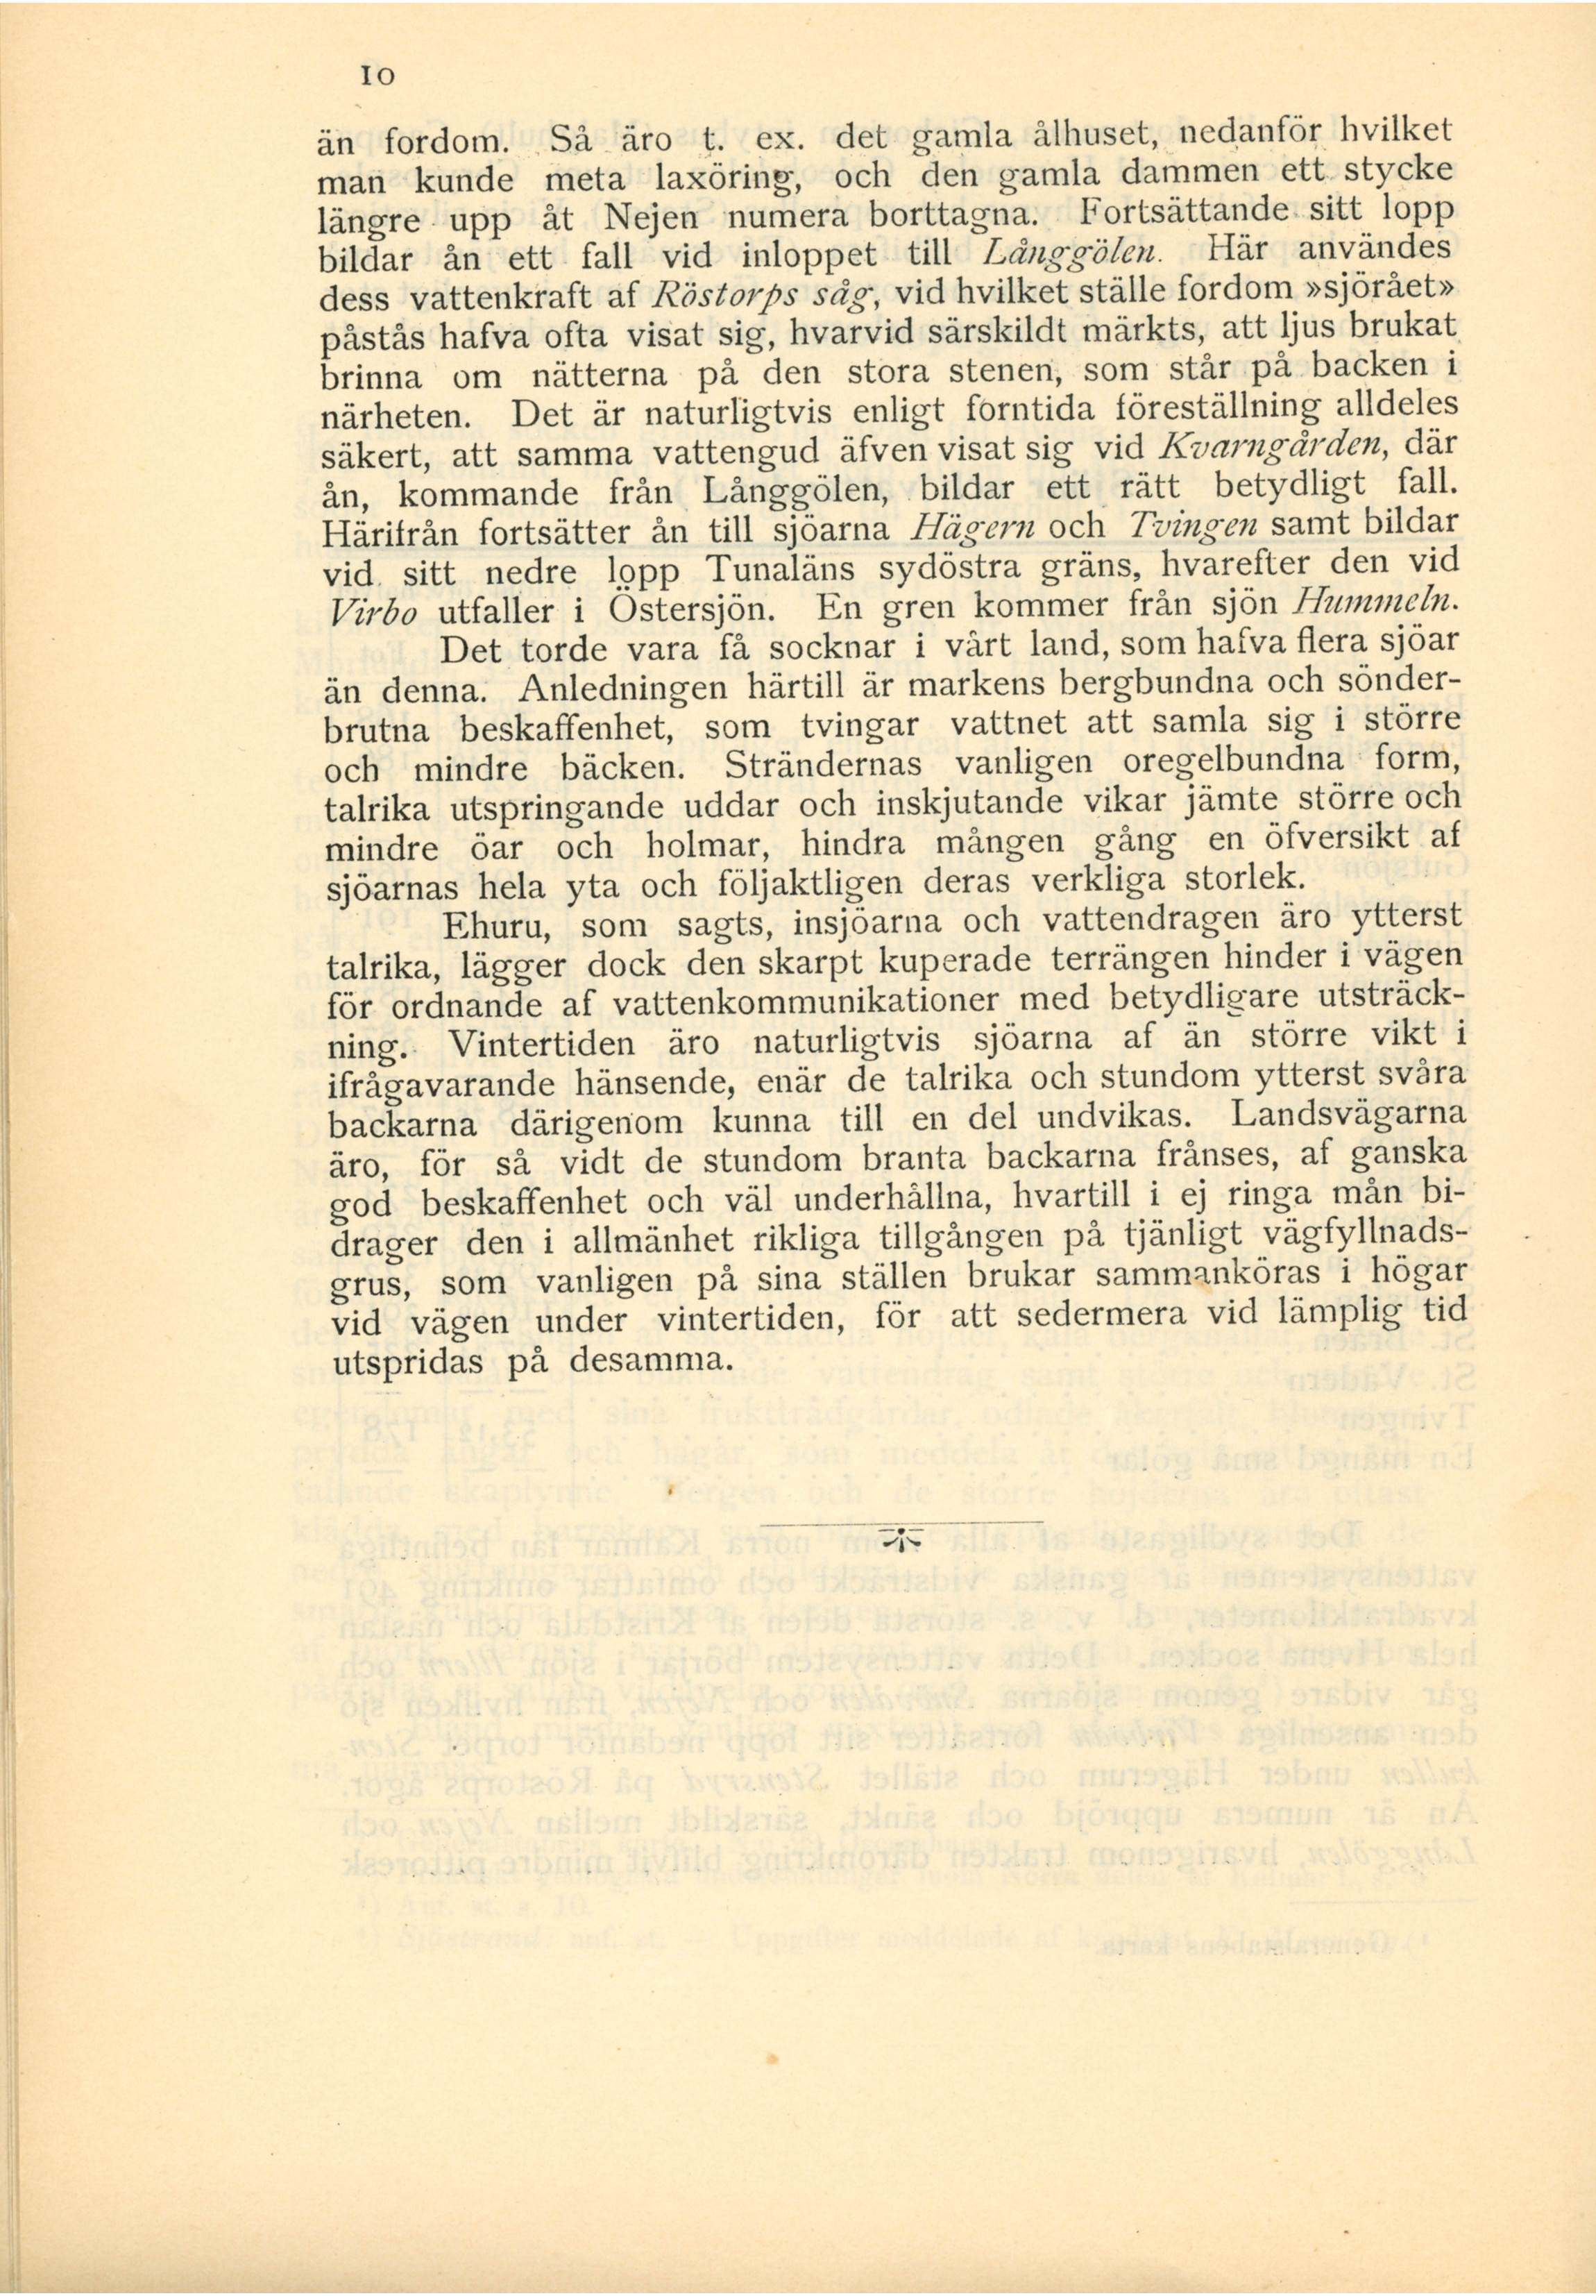 10
än fordom. Så äro t. ex. det gamla ålhuset, nedanför hvilket
man kunde meta laxöring, och den gamla dammen ett stycke
längre upp åt Nejen numera borttagna. Fortsättande sitt lopp
bildar ån ett fall vid inloppet till Långgölen. Här användes
dess vattenkraft af Röstorps såg, vid hvilket ställe fordom »sjörået»
påstås hafva ofta visat sig, hvarvid särskildt märkts, att ljus brukat
brinna om nätterna på den stora stenen, som står på backen i
närheten. Det är naturligtvis enligt forntida föreställning alldeles
säkert, att samma vattengud äfven visat sig vid Kvarngården, där
ån, kommande från Långgölen, bildar ett rätt betydligt fall.
Härifrån fortsätter ån till sjöarna Hägern och Tvingen samt bildar
vid sitt nedre lopp Tunaläns sydöstra gräns, hvarefter den vid
Virbo utfaller i Östersjön. En gren kommer från sjön Hummeln.
Det torde vara få socknar i vårt land, som hafva flera sjöar
än denna. Anledningen härtill är markens bergbundna och sönder-
brutna beskaffenhet, som tvingar vattnet att samla sig i större
och mindre bäcken. Strändernas vanligen oregelbundna form,
talrika utspringande uddar och inskjutande vikar jämte större och
mindre öar och holmar, hindra mången gång en öfversikt af
sjöarnas hela yta och följaktligen deras verkliga storlek.
Ehuru, som sagts, insjöarna och vattendragen äro ytterst
talrika, lägger dock den skarpt kuperade terrängen hinder i vägen
för ordnande af vattenkommunikationer med betydligare utsträck-
ning. Vintertiden äro naturligtvis sjöarna af än större vikt i
ifrågavarande hänsende, enär de talrika och stundom ytterst svåra
backarna därigenom kunna till en del undvikas. Landsvägarna
äro, för så vidt de stundom branta backarna frånses, af ganska
god beskaffenhet och väl underhållna, hvartill i ej ringa mån bi-
drager den i allmänhet rikliga tillgången på tjänligt vägfyllnads-
grus, som vanligen på sina ställen brukar sammanköras i högar
vid vägen under vintertiden, för att sedermera vid lämplig tid
utspridas på desamma.